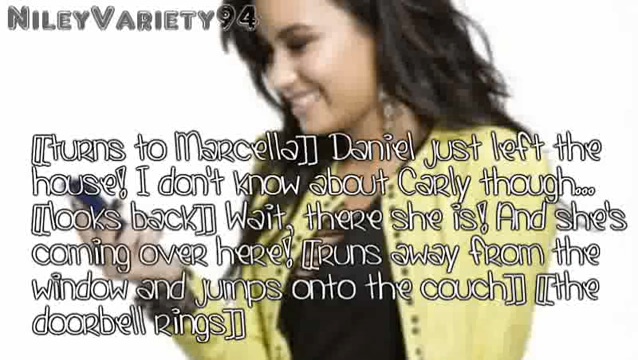 NileyVariety94
[[turns to Marcella]] Daniel just left the
house! I don't know about Carly though...
[[looks back]] Wait, there she is! And she's
coming over here! [[runs away from the
window and jumps onto the couch]] [[the
doorbell rings]]